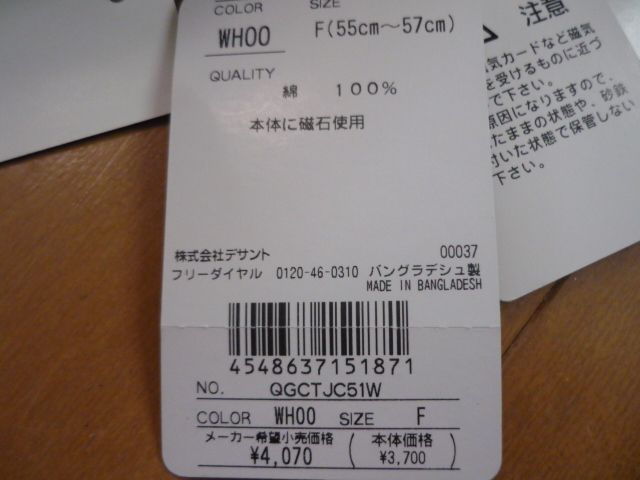 COLOR SIZE
WH00 F(55cm～57cm)
QUALITY
綿 100%
本体に磁石使用
株式会社デサント 00037
フリーダイヤル 0120-46-0310 バングラデシュ製
MADE IN BANGLADESH
4548637151871
NO. QGCTJC51W
COLOR WH00 SIZE F
メーカー希望小売価格 (本体価格
¥4,070 ¥3,700)
注意
気カードなど磁気
を受けるものに近づ
で下さい。
原因になりますので、
たままの状態や、砂鉄
付いた状態で保管しない
下さい。